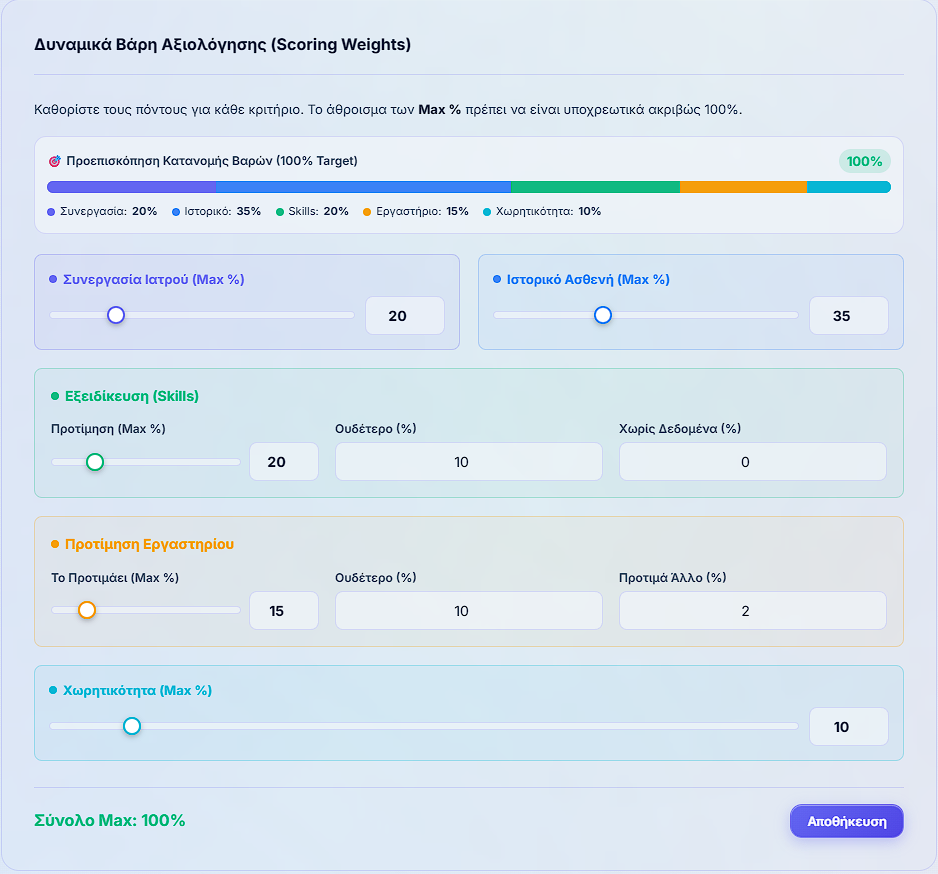 Δυναμικά Βάρη Αξιολόγησης (Scoring Weights)
Καθορίστε τους πόντους για κάθε κριτήριο. Το άθροισμα των Max % πρέπει να είναι υποχρεωτικά ακριβώς 100%.
Προεπισκόπηση Κατανομής Βαρών (100% Target) 100%
Συνεργασία: 20% Ιστορικό: 35% Skills: 20% Εργαστήριο: 15% Χωρητικότητα: 10%
Συνεργασία Ιατρού (Max %)
20
Ιστορικό Ασθενή (Max %)
35
Εξειδίκευση (Skills)
Προτίμηση (Max %) Ουδέτερο (%) Χωρίς Δεδομένα (%)
20 10 0
Προτίμηση Εργαστηρίου
Το Προτιμάει (Max %) Ουδέτερο (%) Προτιμά Άλλο (%)
15 10 2
Χωρητικότητα (Max %)
10
Σύνολο Max: 100% Αποθήκευση